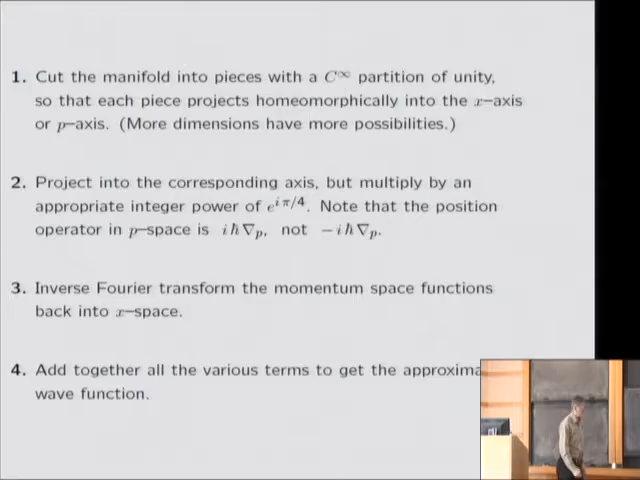 1. Cut the manifold into pieces with a C∞ partition of unity,
so that each piece projects homeomorphically into the x-axis
or p-axis. (More dimensions have more possibilities.)
2. Project into the corresponding axis, but multiply by an
appropriate integer power of e^{iπ/4}. Note that the position
operator in p-space is iℏ∇ₚ, not −iℏ∇ₚ.
3. Inverse Fourier transform the momentum space functions
back into x-space.
4. Add together all the various terms to get the
wave function.